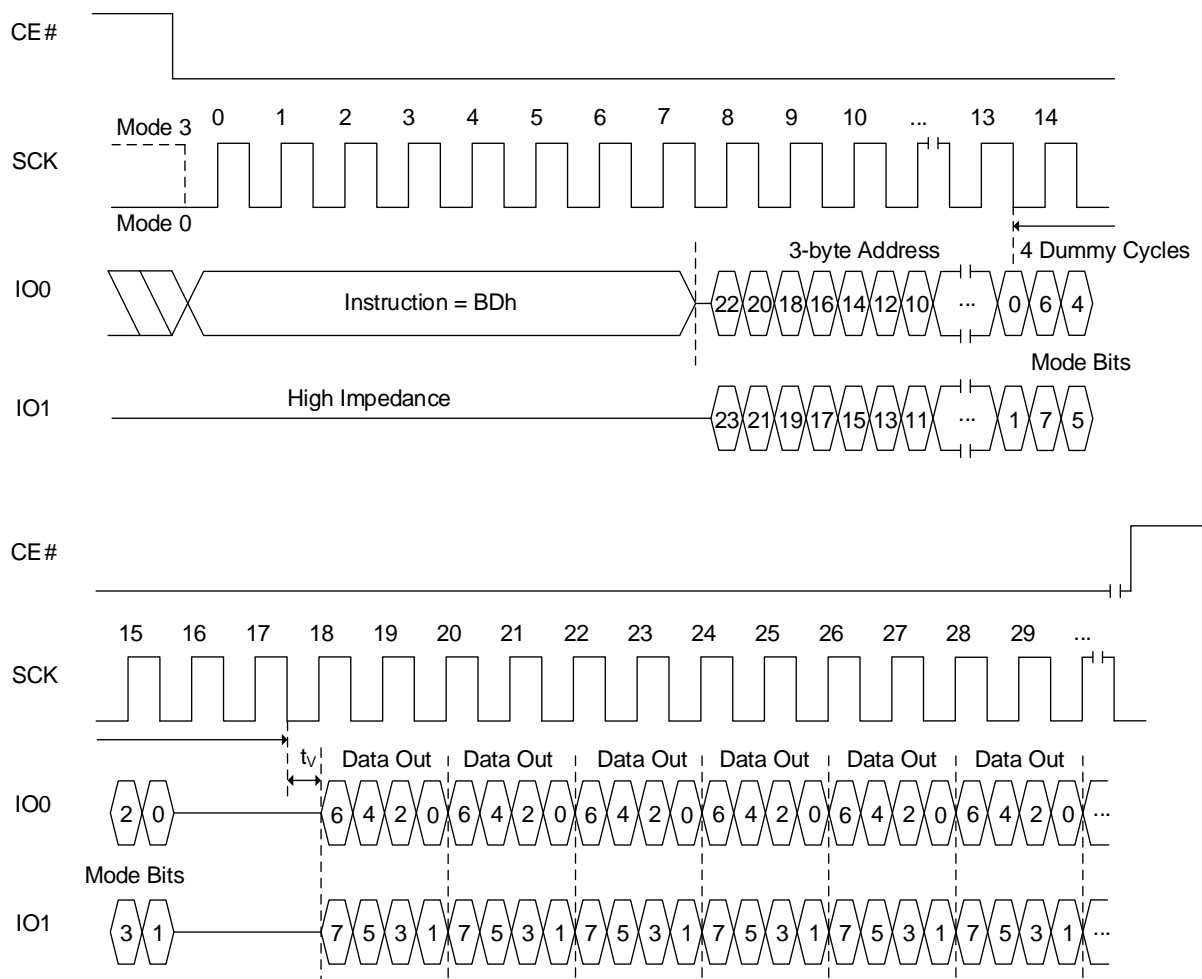 CE#
0 1 2 3 4 5 6 7 8 9 10 ... 13 14
Mode 3
SCK
Mode 0
3-byte Address 4 Dummy Cycles
IO0 Instruction = BDh 22 20 18 16 14 12 10 ... 0 6 4
Mode Bits
High Impedance
IO1 23 21 19 17 15 13 11 ... 1 7 5
CE#
15 16 17 18 19 20 21 22 23 24 25 26 27 28 29 ...
SCK
tV Data Out Data Out Data Out Data Out Data Out Data Out
IO0 2 0 6 4 2 0 6 4 2 0 6 4 2 0 6 4 2 0 6 4 2 0 6 4 2 0 ...
Mode Bits
IO1 3 1 7 5 3 1 7 5 3 1 7 5 3 1 7 5 3 1 7 5 3 1 7 5 3 1 ...